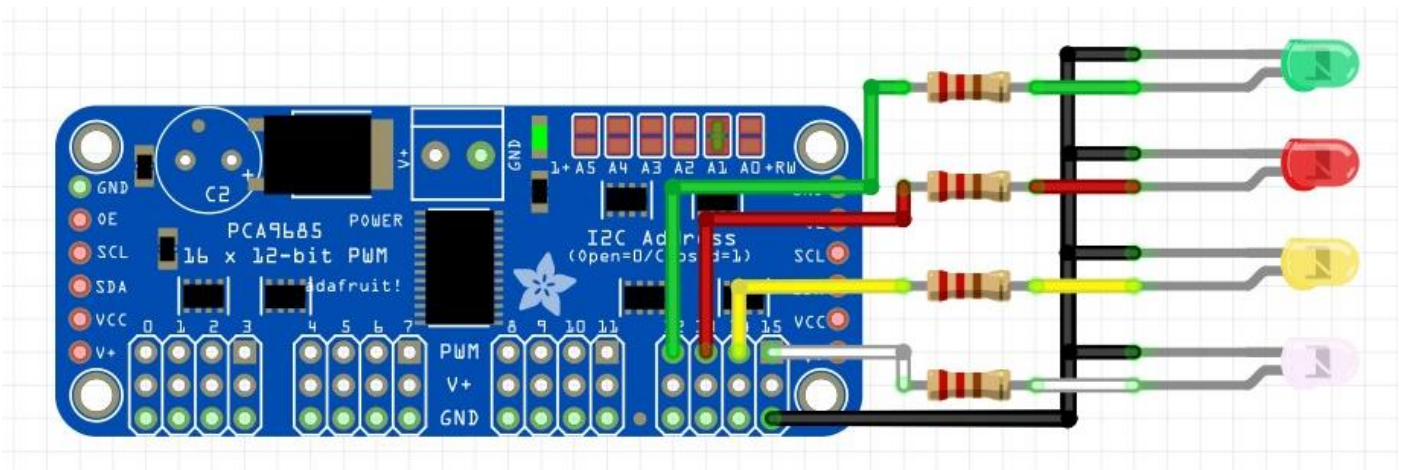 V+
GND
1+ A5 A4 A3 A2 A1 A0 +RW
C2 +
GND
OE
SCL
SDA
VCC
V+
POWER
PCA9685
16 x 12-bit PWM
adafruit!
I2C Address
(Open=0/Closed=1)
SCL
VCC
0 1 2 3 4 5 6 7 8 9 10 11 12 15
PWM
V+
GND